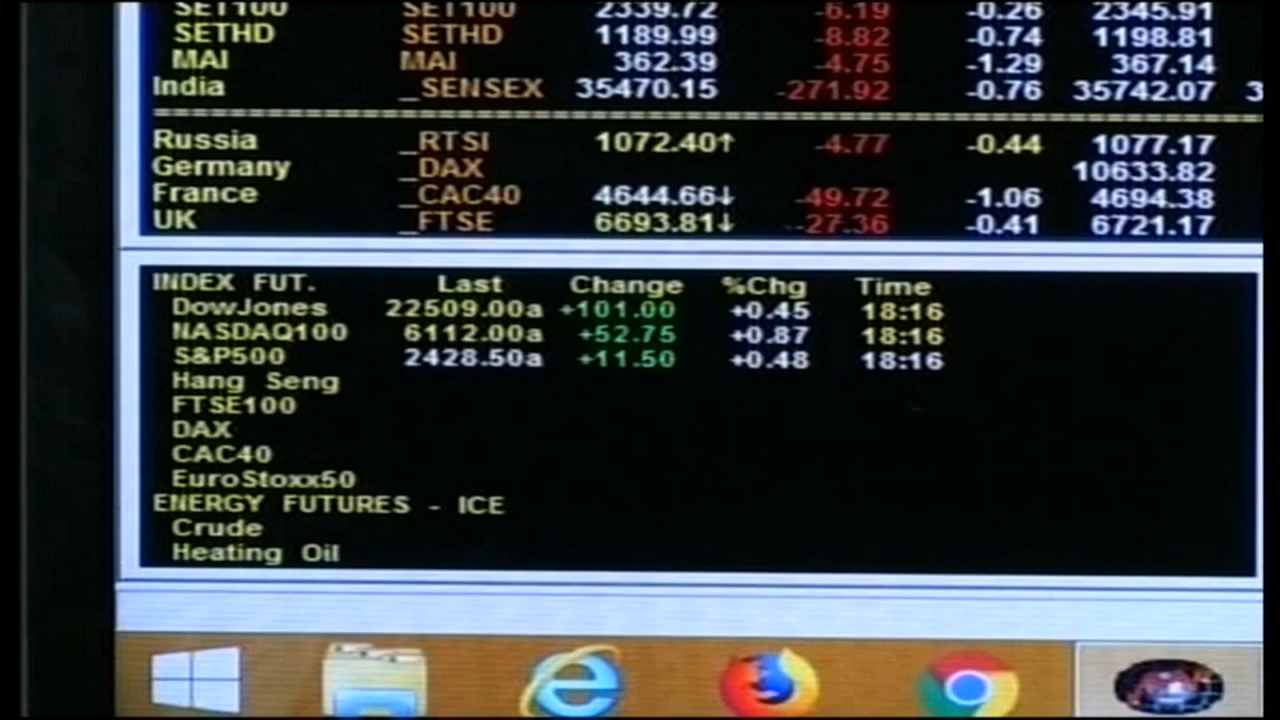 SET100 SET100 2339.72 -6.19 -0.26 2345.91
SETHD SETHD 1189.99 -8.82 -0.74 1198.81
MAI MAI 362.39 -4.75 -1.29 367.14
India _SENSEX 35470.15 -271.92 -0.76 35742.07 3
Russia _RTSI 1072.40↑ -4.77 -0.44 1077.17
Germany _DAX 10633.82
France _CAC40 4644.66↓ -49.72 -1.06 4694.38
UK _FTSE 6693.81↓ -27.36 -0.41 6721.17
INDEX FUT. Last Change %Chg Time
DowJones 22509.00a +101.00 +0.45 18:16
NASDAQ100 6112.00a +52.75 +0.87 18:16
S&P500 2428.50a +11.50 +0.48 18:16
Hang Seng
FTSE100
DAX
CAC40
EuroStoxx50
ENERGY FUTURES - ICE
Crude
Heating Oil